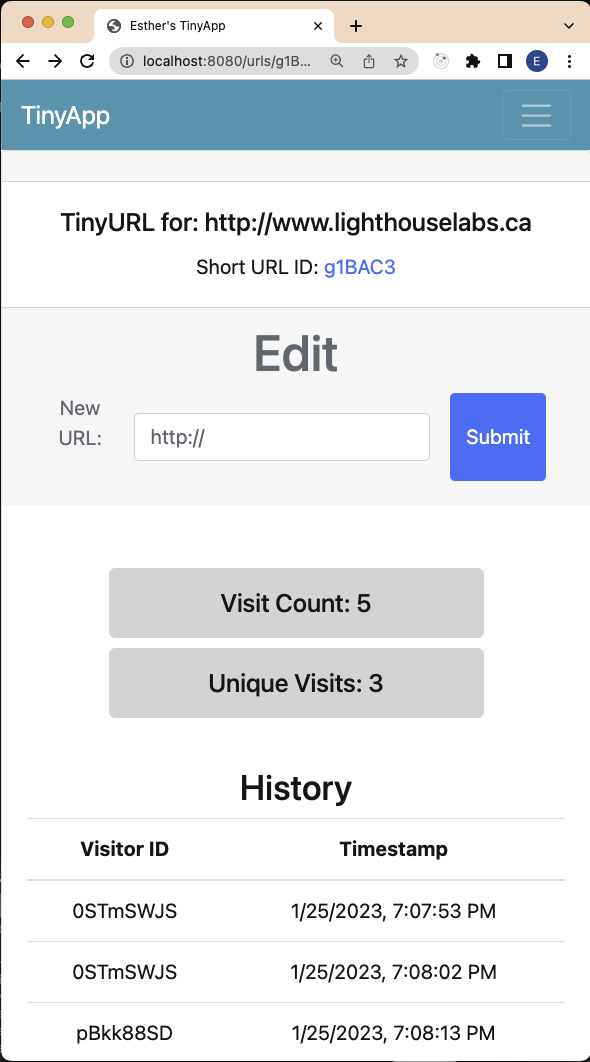 Esther's TinyApp
localhost:8080/urls/g1B...
E
TinyApp
TinyURL for: http://www.lighthouselabs.ca
Short URL ID: g1BAC3
Edit
New
URL:
http://
Submit
Visit Count: 5
Unique Visits: 3
History
Visitor ID Timestamp
0STmSWJS 1/25/2023, 7:07:53 PM
0STmSWJS 1/25/2023, 7:08:02 PM
pBkk88SD 1/25/2023, 7:08:13 PM